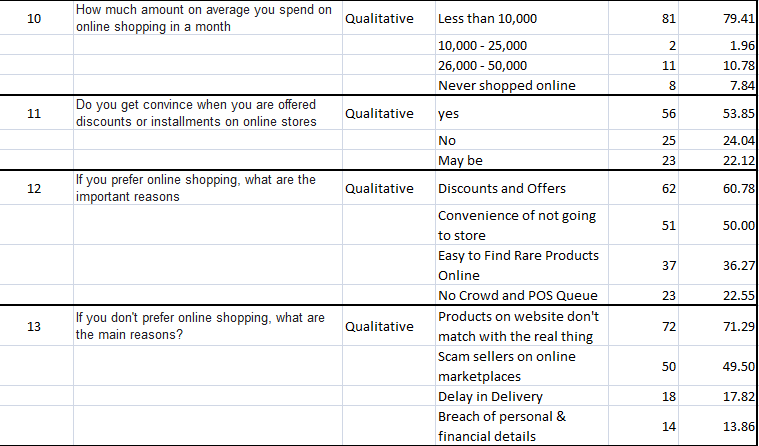 10 How much amount on average you spend on online shopping in a month Qualitative Less than 10,000 81 79.41
10,000 - 25,000 2 1.96
26,000 - 50,000 11 10.78
Never shopped online 8 7.84
11 Do you get convince when you are offered discounts or installments on online stores Qualitative yes 56 53.85
No 25 24.04
May be 23 22.12
12 If you prefer online shopping, what are the important reasons Qualitative Discounts and Offers 62 60.78
Convenience of not going to store 51 50.00
Easy to Find Rare Products Online 37 36.27
No Crowd and POS Queue 23 22.55
13 If you don't prefer online shopping, what are the main reasons? Qualitative Products on website don't match with the real thing 72 71.29
Scam sellers on online marketplaces 50 49.50
Delay in Delivery 18 17.82
Breach of personal & financial details 14 13.86